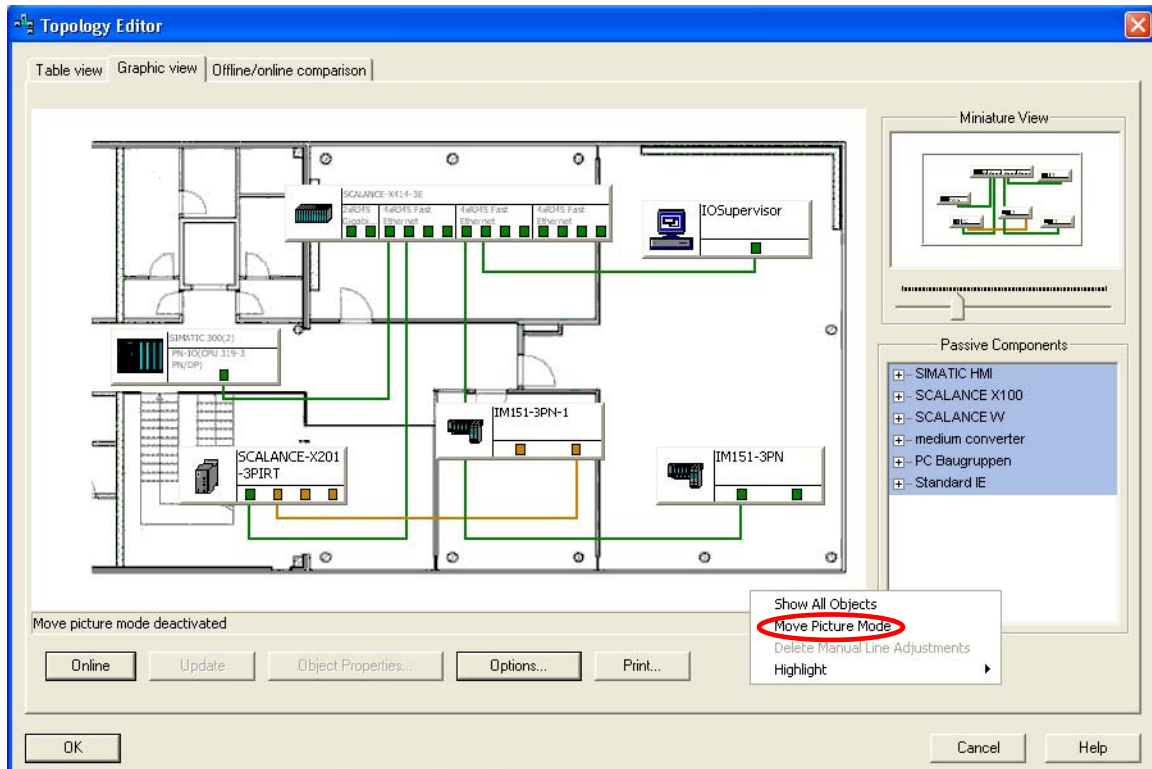 Topology Editor
Table view
Graphic view
Offline/online comparison
SCALANCE-X414-3E
2xRJ45 Gigabi...
4xRJ45 Fast Ethernet
4xRJ45 Fast Ethernet
4xRJ45 Fast Ethernet
IOSupervisor
SIMATIC 300(2)
PN-IO(CPU 319-3
PN/DP)
IM151-3PN-1
SCALANCE-X201
-3PIRT
IM151-3PN
Miniature View
Passive Components
SIMATIC HMI
SCALANCE X100
SCALANCE W
medium converter
PC Baugruppen
Standard IE
Move picture mode deactivated
Show All Objects
Move Picture Mode
Delete Manual Line Adjustments
Highlight
Online
Update
Object Properties...
Options...
Print...
OK
Cancel
Help